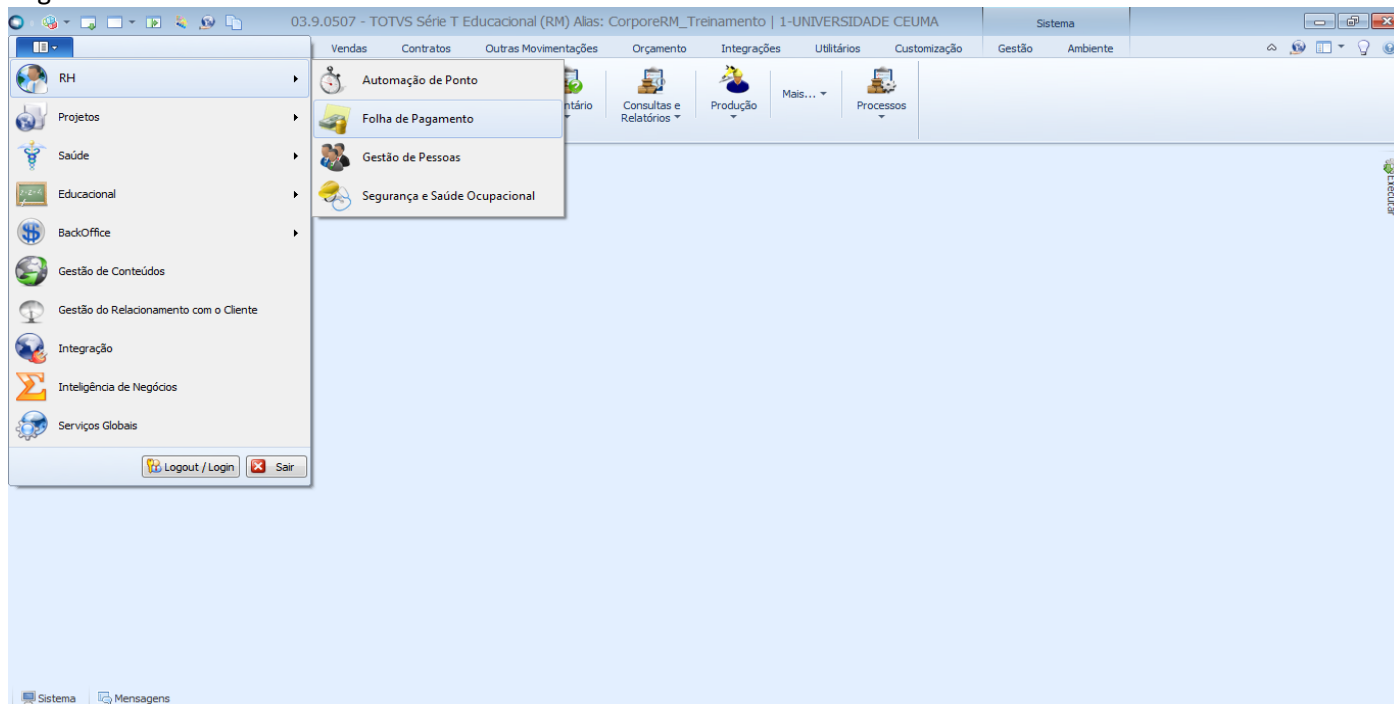 03.9.0507 - TOTVS Série T Educacional (RM) Alias: CorporeRM_Treinamento | 1-UNIVERSIDADE CEUMA
Sistema
Vendas Contratos Outras Movimentações Orçamento Integrações Utilitários Customização Gestão Ambiente
RH
Projetos
Saúde
Educacional
BackOffice
Gestão de Conteúdos
Gestão do Relacionamento com o Cliente
Integração
Inteligência de Negócios
Serviços Globais
Logout / Login Sair
Automação de Ponto
Folha de Pagamento
Gestão de Pessoas
Segurança e Saúde Ocupacional
Consultas e
Relatórios
Produção
Mais...
Processos
Executar
Sistema Mensagens